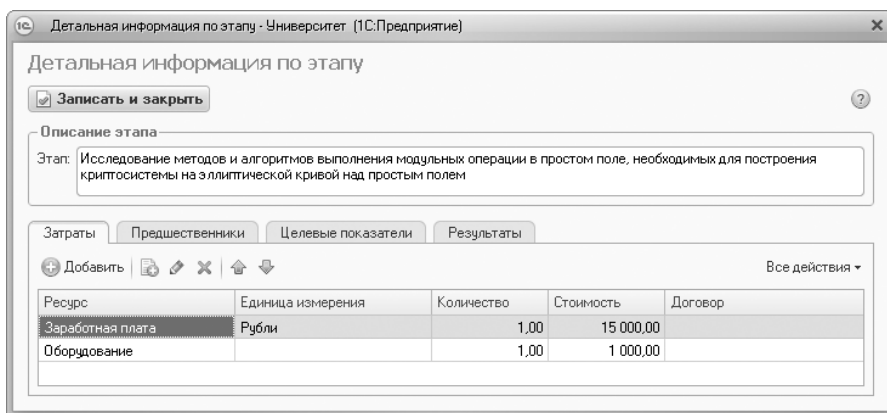 1С Детальная информация по этапу - Университет (1С:Предприятие)
Детальная информация по этапу
Записать и закрыть ?
Описание этапа
Этап: Исследование методов и алгоритмов выполнения модульных операции в простом поле, необходимых для построения
криптосистемы на эллиптической кривой над простым полем
Затраты Предшественники Целевые показатели Результаты
Добавить Все действия
Ресурс Единица измерения Количество Стоимость Договор
Заработная плата Рубли 1,00 15 000,00
Оборудование 1,00 1 000,00